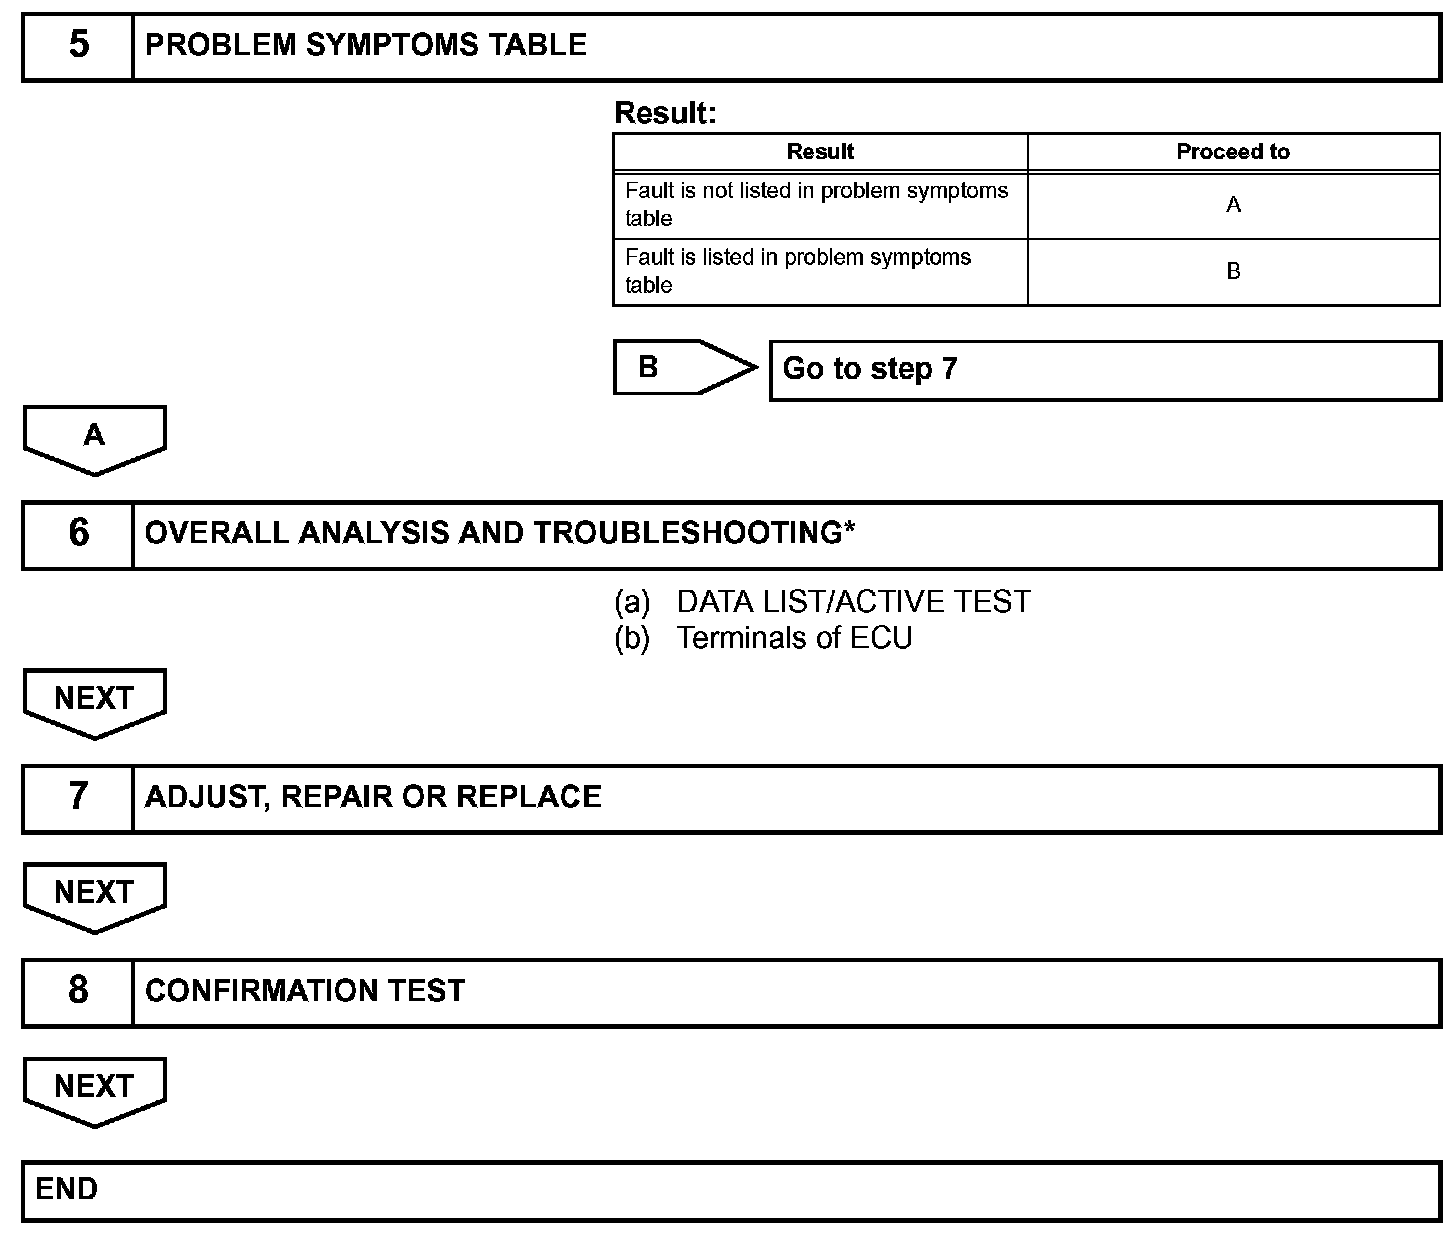 5 PROBLEM SYMPTOMS TABLE
Result:
Result Proceed to
Fault is not listed in problem symptoms
table
A
Fault is listed in problem symptoms
table
B
B Go to step 7
A
6 OVERALL ANALYSIS AND TROUBLESHOOTING*
(a) DATA LIST/ACTIVE TEST
(b) Terminals of ECU
NEXT
7 ADJUST, REPAIR OR REPLACE
NEXT
8 CONFIRMATION TEST
NEXT
END